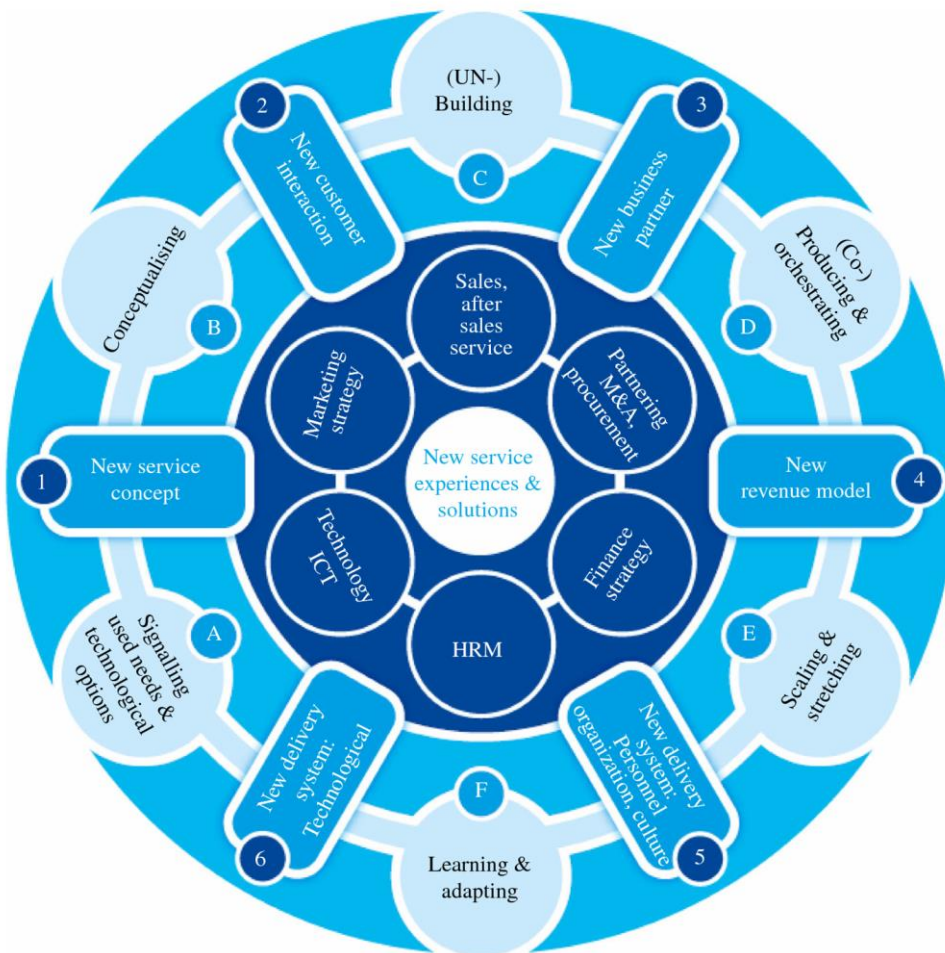 (UN-)
Building
C
2
New customer
interaction
3
New business
partner
Conceptualising
B
(Co-)
Producing &
orchestrating
D
1
New service
concept
4
New
revenue model
Signalling
used needs &
technological
options
A
E
Scaling &
stretching
New delivery
system:
Technological
6
New delivery
system:
Personnel
organization, culture
5
F
Learning &
adapting
Sales,
after
sales
service
Marketing
strategy
Partnering
M&A,
procurement
New service
experiences &
solutions
Technology
ICT
Finance
strategy
HRM